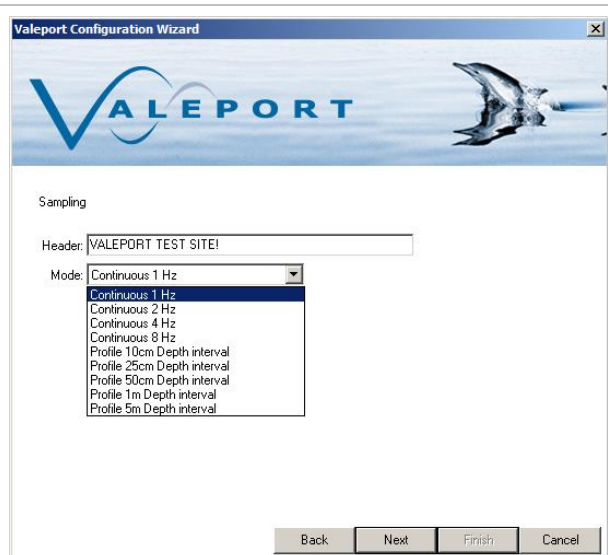 Valeport Configuration Wizard
VALEPORT
Sampling
Header: VALEPORT TEST SITE!
Mode: Continuous 1 Hz
Continuous 1 Hz
Continuous 2 Hz
Continuous 4 Hz
Continuous 8 Hz
Profile 10cm Depth interval
Profile 25cm Depth interval
Profile 50cm Depth interval
Profile 1m Depth interval
Profile 5m Depth interval
Back Next Finish Cancel